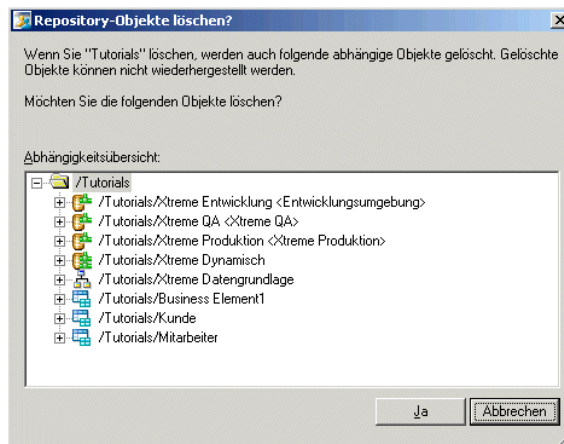 Repository-Objekte löschen?
Wenn Sie "Tutorials" löschen, werden auch folgende abhängige Objekte gelöscht. Gelöschte
Objekte können nicht wiederhergestellt werden.
Möchten Sie die folgenden Objekte löschen?
Abhängigkeitsübersicht:
/Tutorials
/Tutorials/Xtreme Entwicklung <Entwicklungsumgebung>
/Tutorials/Xtreme QA <Xtreme QA>
/Tutorials/Xtreme Produktion <Xtreme Produktion>
/Tutorials/Xtreme Dynamisch
/Tutorials/Xtreme Datengrundlage
/Tutorials/Business Element1
/Tutorials/Kunde
/Tutorials/Mitarbeiter
Ja Abbrechen